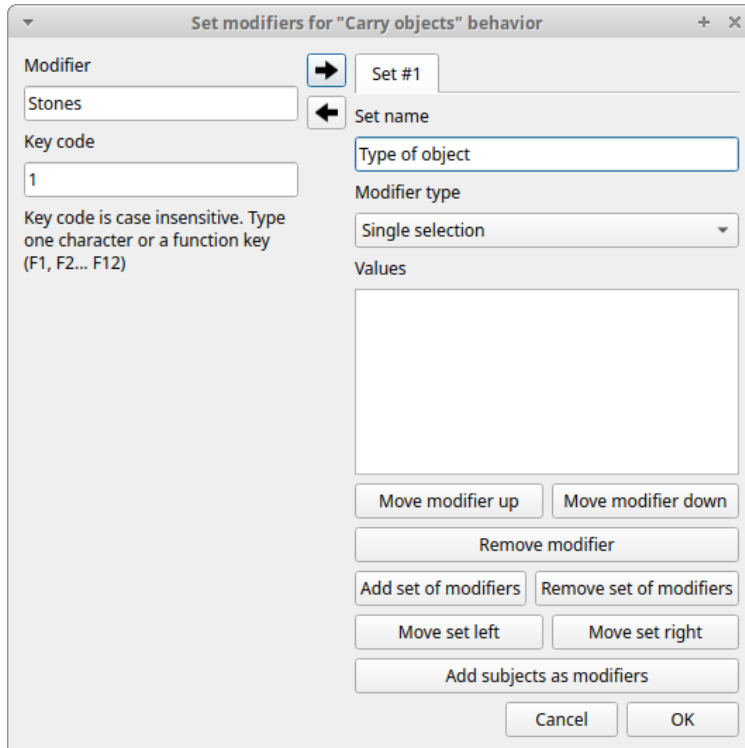 Set modifiers for "Carry objects" behavior
Modifier
Stones
Key code
1
Key code is case insensitive. Type
one character or a function key
(F1, F2... F12)
Set #1
Set name
Type of object
Modifier type
Single selection
Values
Move modifier up
Move modifier down
Remove modifier
Add set of modifiers
Remove set of modifiers
Move set left
Move set right
Add subjects as modifiers
Cancel
OK